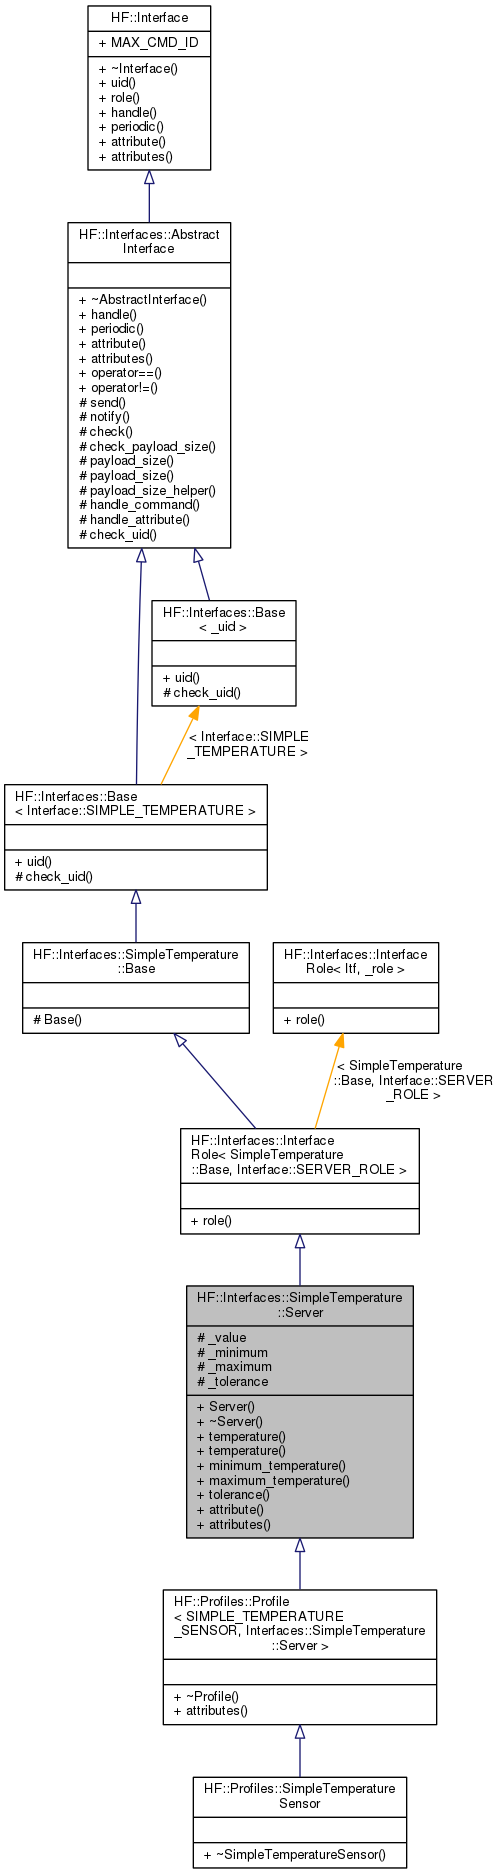 HF::Interface
+ MAX_CMD_ID
+ ~Interface()
+ uid()
+ role()
+ handle()
+ periodic()
+ attribute()
+ attributes()
HF::Interfaces::Abstract
Interface
+ ~AbstractInterface()
+ handle()
+ periodic()
+ attribute()
+ attributes()
+ operator==()
+ operator!=()
# send()
# notify()
# check()
# check_payload_size()
# payload_size()
# payload_size()
# payload_size_helper()
# handle_command()
# handle_attribute()
# check_uid()
HF::Interfaces::Base
< _uid >
+ uid()
# check_uid()
< Interface::SIMPLE
_TEMPERATURE >
HF::Interfaces::Base
< Interface::SIMPLE_TEMPERATURE >
+ uid()
# check_uid()
HF::Interfaces::SimpleTemperature
::Base
# Base()
HF::Interfaces::Interface
Role< Itf, _role >
+ role()
< SimpleTemperature
::Base, Interface::SERVER
_ROLE >
HF::Interfaces::Interface
Role< SimpleTemperature
::Base, Interface::SERVER_ROLE >
+ role()
HF::Interfaces::SimpleTemperature
::Server
# _value
# _minimum
# _maximum
# _tolerance
+ Server()
+ ~Server()
+ temperature()
+ temperature()
+ minimum_temperature()
+ maximum_temperature()
+ tolerance()
+ attribute()
+ attributes()
HF::Profiles::Profile
< SIMPLE_TEMPERATURE
_SENSOR, Interfaces::SimpleTemperature
::Server >
+ ~Profile()
+ attributes()
HF::Profiles::SimpleTemperature
Sensor
+ ~SimpleTemperatureSensor()